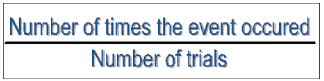 Number of times the event occured
Number of trials